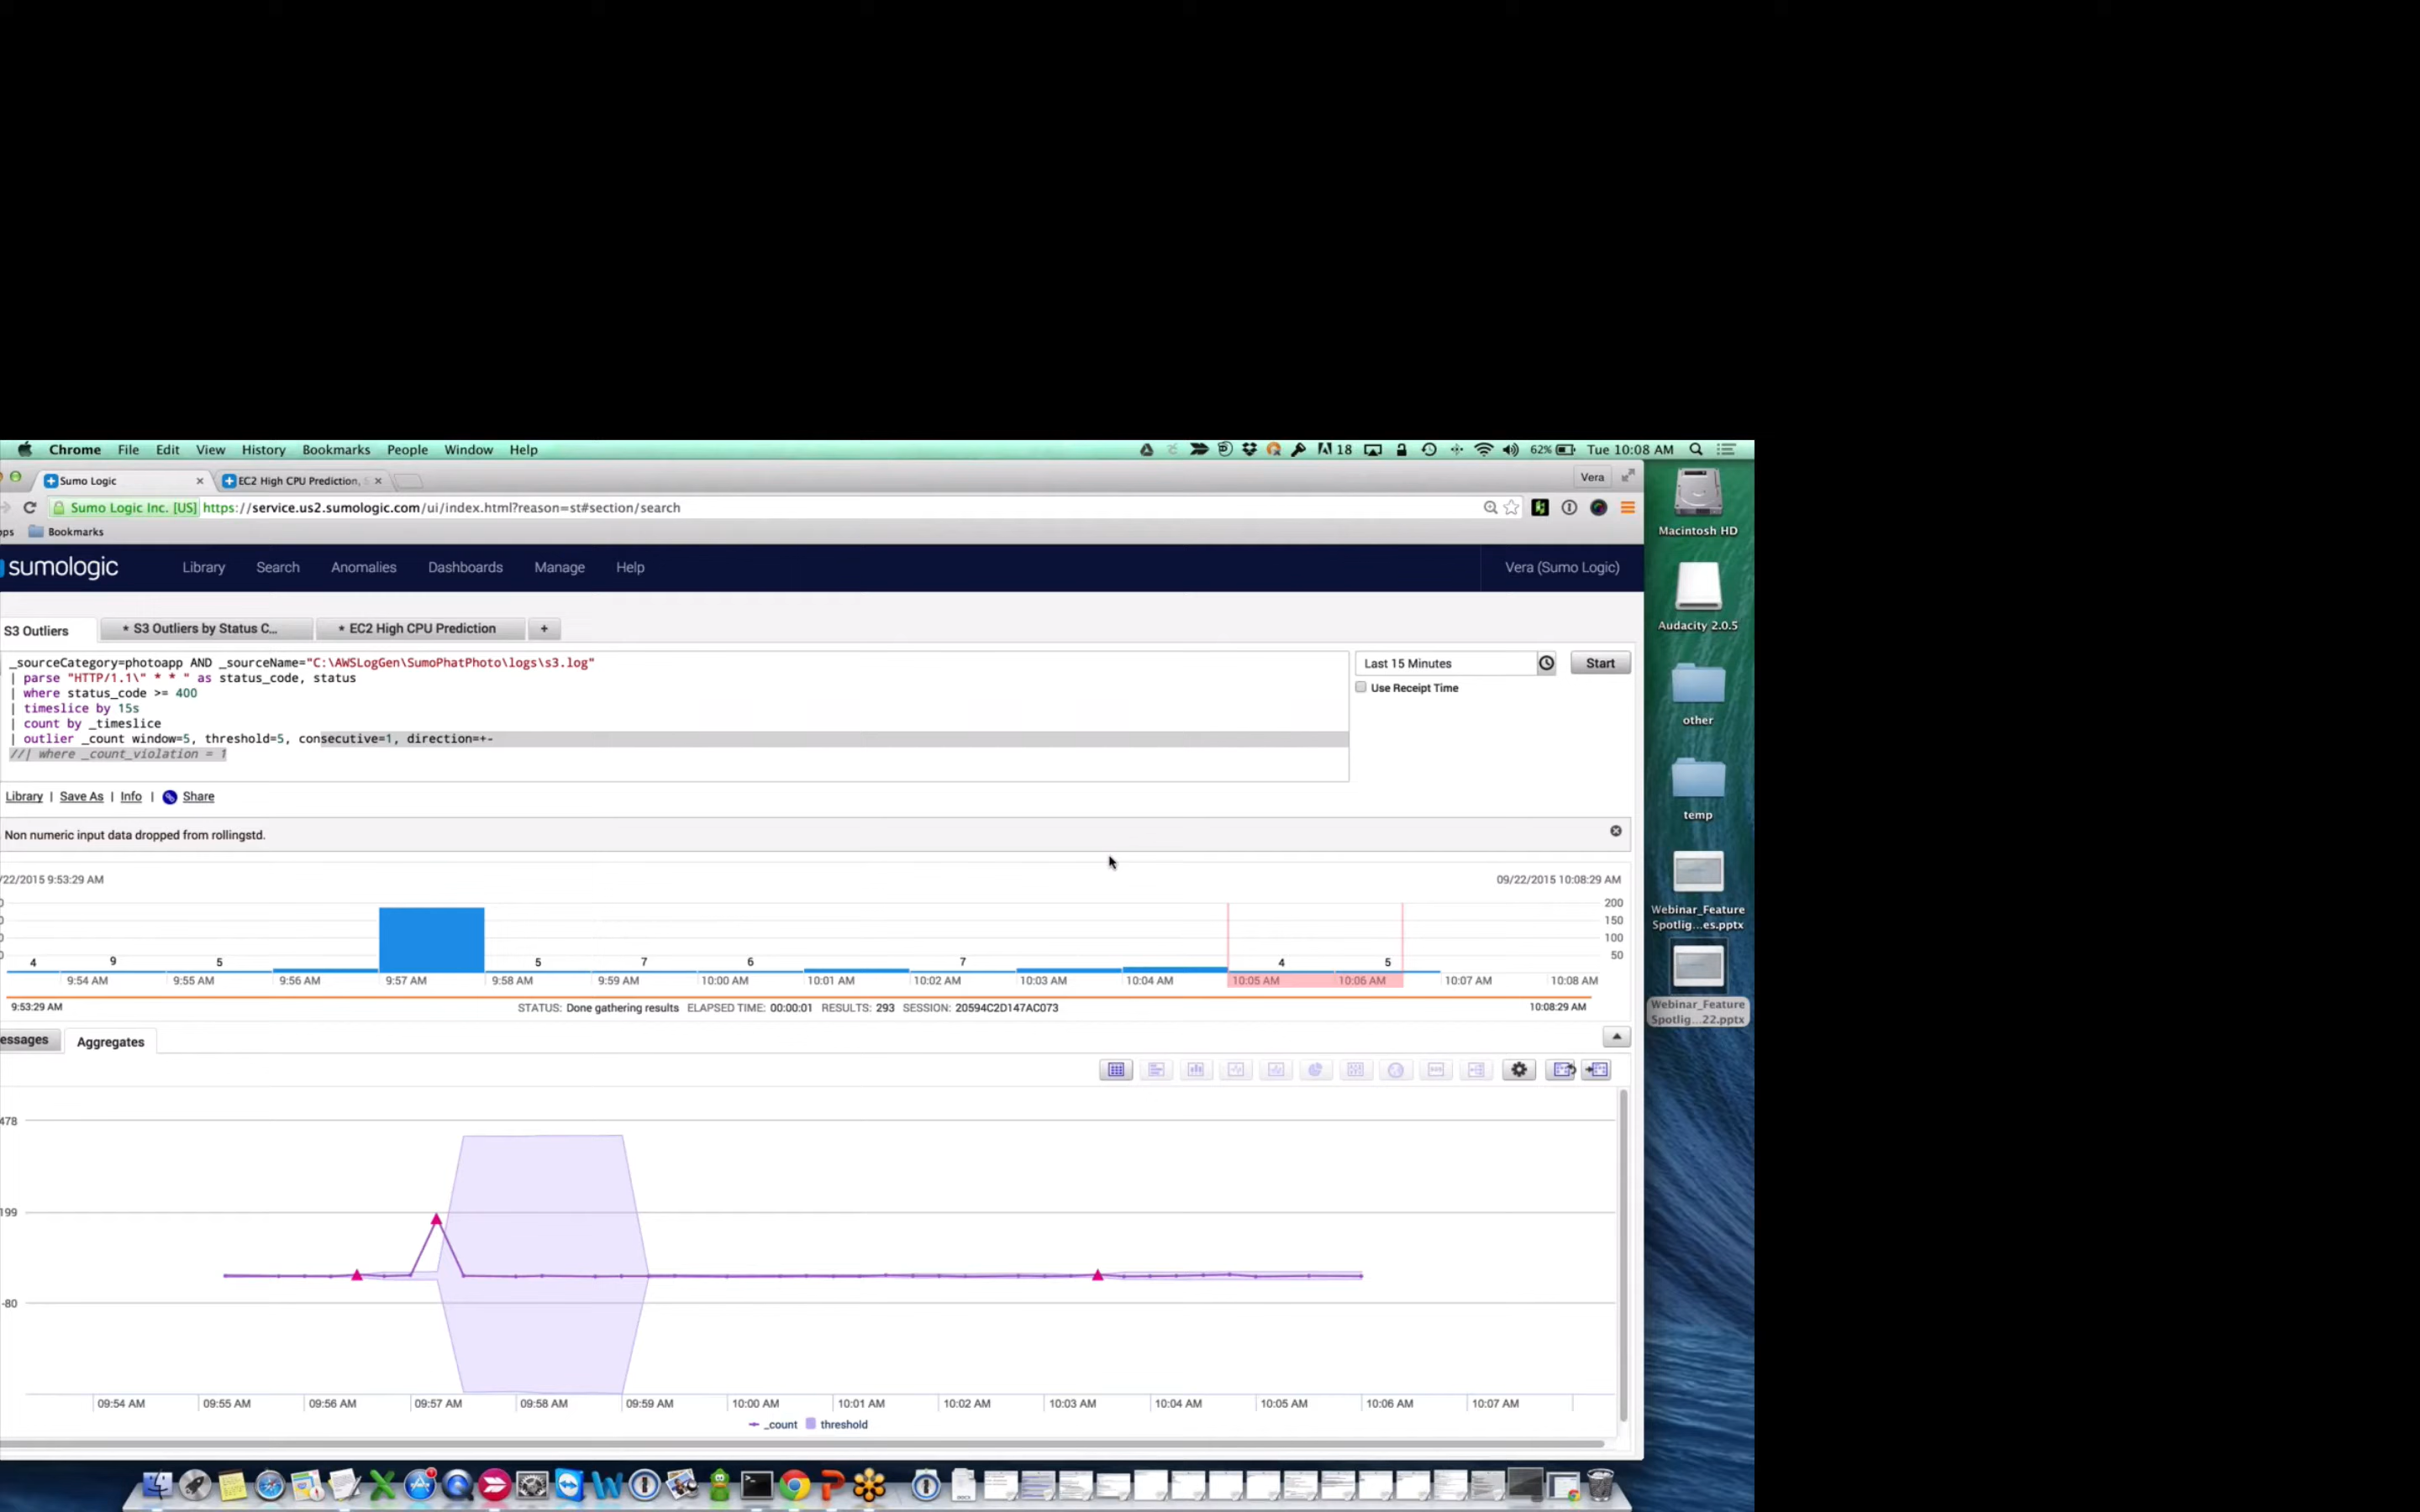 Chrome File Edit View History Bookmarks People Window Help 18 62% Tue 10:08 AM
Sumo Logic EC2 High CPU Prediction, Vera
Sumo Logic Inc. [US] https://service.us2.sumologic.com/ui/index.html?reason=st#section/search
Bookmarks
sumologic Library Search Anomalies Dashboards Manage Help Vera (Sumo Logic)
S3 Outliers * S3 Outliers by Status C... * EC2 High CPU Prediction +
_sourceCategory=photoapp AND _sourceName="C:\AWSLogGen\SumoPhatPhoto\logs\s3.log"
| parse "HTTP/1.1\" * * " as status_code, status
| where status_code >= 400
| timeslice by 15s
| count by _timeslice
| outlier _count window=5, threshold=5, consecutive=1, direction=+-
//| where _count_violation = 1
Last 15 Minutes Start
Use Receipt Time
Library | Save As | Info | Share
Non numeric input data dropped from rollingstd.
/22/2015 9:53:29 AM 09/22/2015 10:08:29 AM
200
150
100
50
4 9 5 5 7 6 7 4 5
9:54 AM 9:55 AM 9:56 AM 9:57 AM 9:58 AM 9:59 AM 10:00 AM 10:01 AM 10:02 AM 10:03 AM 10:04 AM 10:05 AM 10:06 AM 10:07 AM 10:08 AM
9:53:29 AM STATUS: Done gathering results ELAPSED TIME: 00:00:01 RESULTS: 293 SESSION: 20594C2D147AC073 10:08:29 AM
essages Aggregates
478
199
-80
09:54 AM 09:55 AM 09:56 AM 09:57 AM 09:58 AM 09:59 AM 10:00 AM 10:01 AM 10:02 AM 10:03 AM 10:04 AM 10:05 AM 10:06 AM 10:07 AM
_count threshold
Macintosh HD
Audacity 2.0.5
other
temp
Webinar_Feature
Spotlig...es.pptx
Webinar_Feature
Spotlig...22.pptx